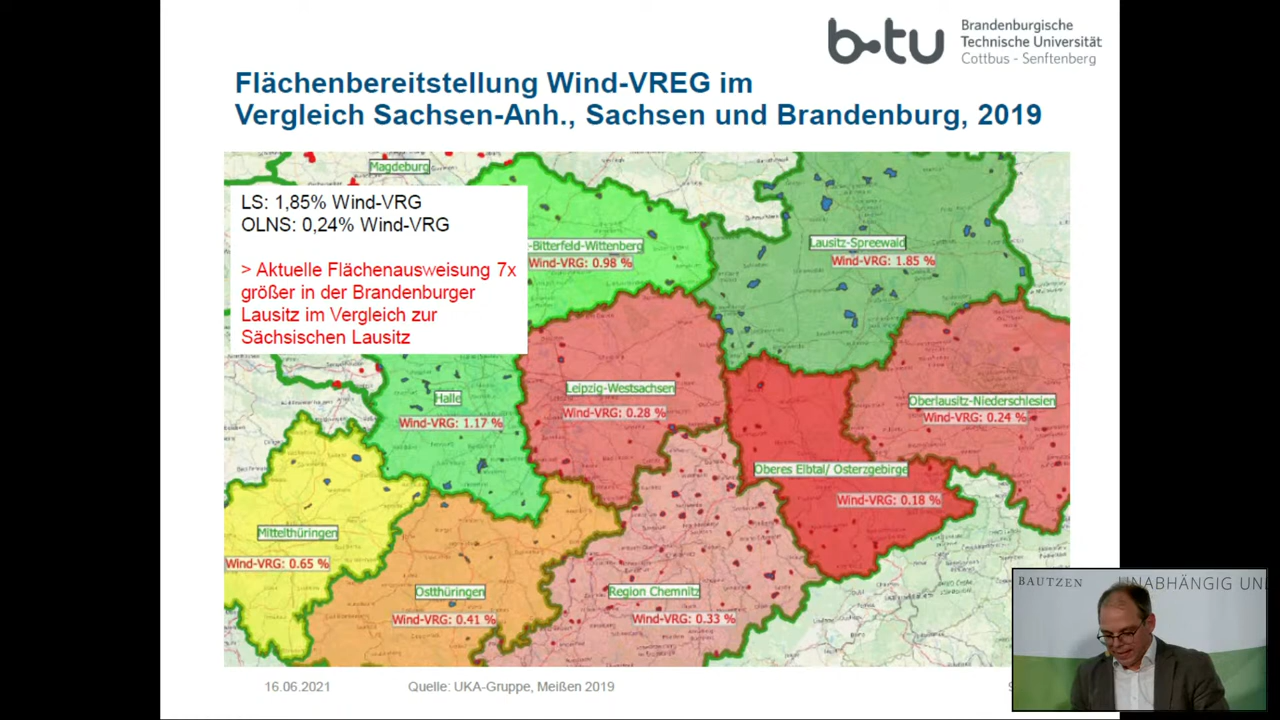 b-tu
Brandenburgische
Technische Universität
Cottbus - Senftenberg
Flächenbereitstellung Wind-VREG im
Vergleich Sachsen-Anh., Sachsen und Brandenburg, 2019
Magdeburg
LS: 1,85% Wind-VRG
OLNS: 0,24% Wind-VRG
> Aktuelle Flächenausweisung 7x
größer in der Brandenburger
Lausitz im Vergleich zur
Sächsischen Lausitz
-Bitterfeld-Wittenberg
Wind-VRG: 0.98 %
Lausitz-Spreewald
Wind-VRG: 1.85 %
Halle
Wind-VRG: 1.17 %
Leipzig-Westsachsen
Wind-VRG: 0.28 %
Oberlausitz-Niederschlesien
Wind-VRG: 0.24 %
Oberes Elbtal/ Osterzgebirge
Wind-VRG: 0.18 %
Mittelthüringen
Wind-VRG: 0.65 %
Ostthüringen
Wind-VRG: 0.41 %
Region Chemnitz
Wind-VRG: 0.33 %
16.06.2021
Quelle: UKA-Gruppe, Meißen 2019
BAUTZEN
UNABHÄNGIG UN